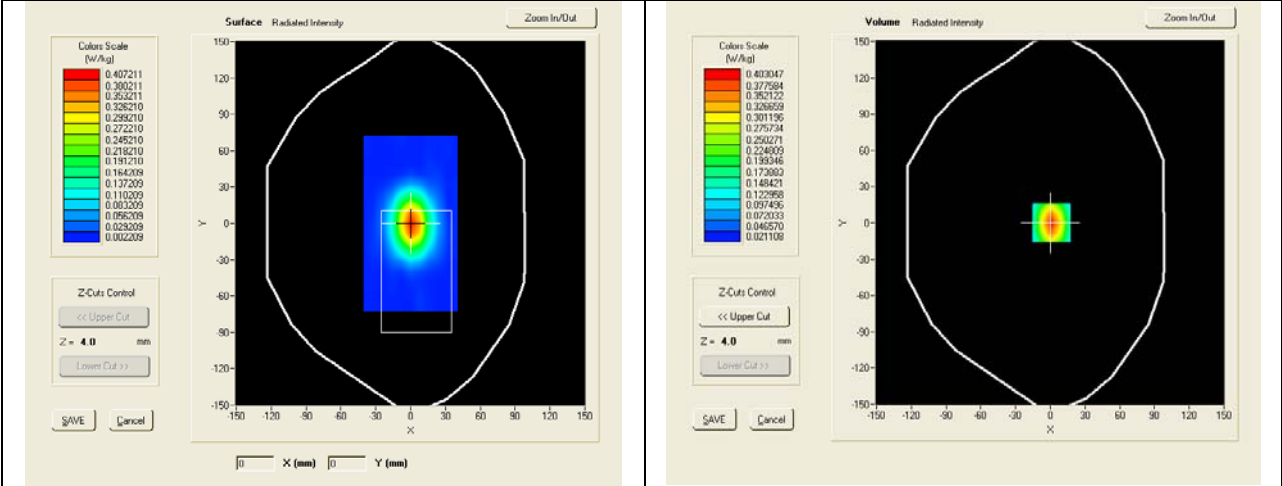 Surface Radiated Intensity
Zoom In/Out
Colors Scale
(W/kg)
0.407211
0.380211
0.353211
0.326210
0.299210
0.272210
0.245210
0.218210
0.191210
0.164209
0.137209
0.110209
0.083209
0.056209
0.029209
0.002209
150
120
90
60
30
0
-30
-60
-90
-120
-150
Y
-150 -120 -90 -60 -30 0 30 60 90 120 150
X
Z-Cuts Control
<< Upper Cut
Z = 4.0 mm
Lower Cut >>
SAVE Cancel
0 X (mm) 0 Y (mm)
Volume Radiated Intensity
Zoom In/Out
Colors Scale
(W/kg)
0.403047
0.377584
0.352122
0.326659
0.301196
0.275734
0.250271
0.224809
0.199346
0.173883
0.148421
0.122958
0.097496
0.072033
0.046570
0.021108
150
120
90
60
30
0
-30
-60
-90
-120
-150
Y
-150 -120 -90 -60 -30 0 30 60 90 120 150
X
Z-Cuts Control
<< Upper Cut
Z = 4.0 mm
Lower Cut >>
SAVE Cancel